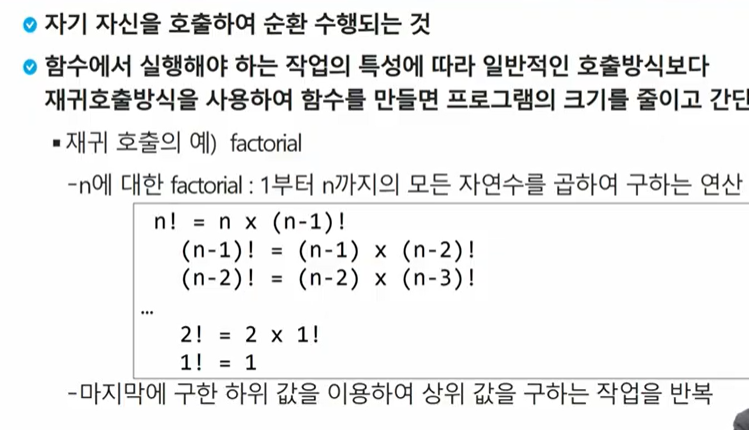 자기 자신을 호출하여 순환 수행되는 것
함수에서 실행해야 하는 작업의 특성에 따라 일반적인 호출방식보다
재귀호출방식을 사용하여 함수를 만들면 프로그램의 크기를 줄이고 간단
재귀 호출의 예) factorial
-n에 대한 factorial : 1부터 n까지의 모든 자연수를 곱하여 구하는 연산
n! = n x (n-1)!
(n-1)! = (n-1) x (n-2)!
(n-2)! = (n-2) x (n-3)!
...
2! = 2 x 1!
1! = 1
-마지막에 구한 하위 값을 이용하여 상위 값을 구하는 작업을 반복